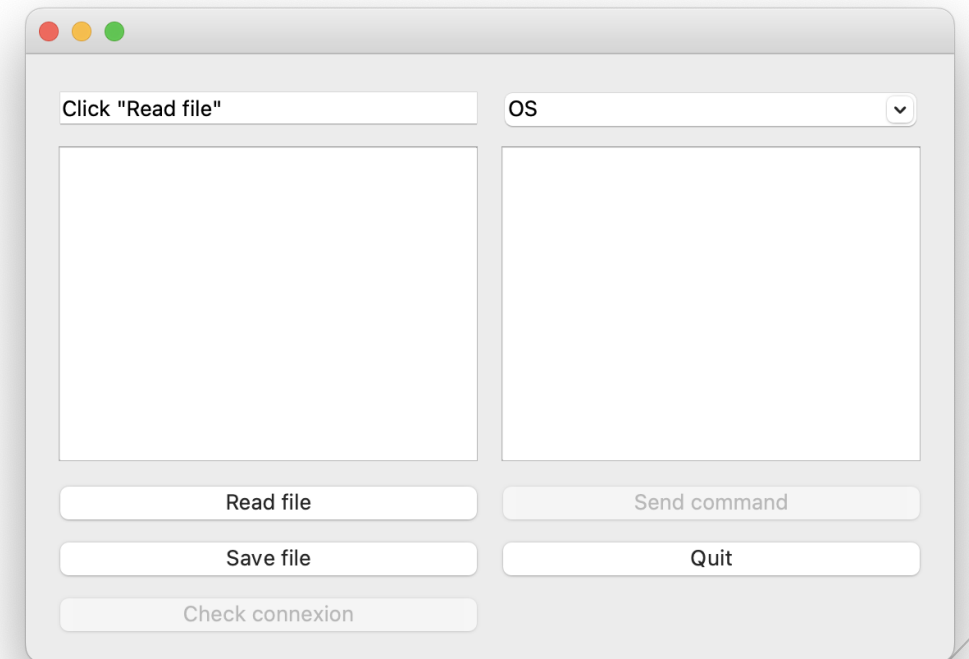 Click "Read file"
OS
Read file
Send command
Save file
Quit
Check connexion